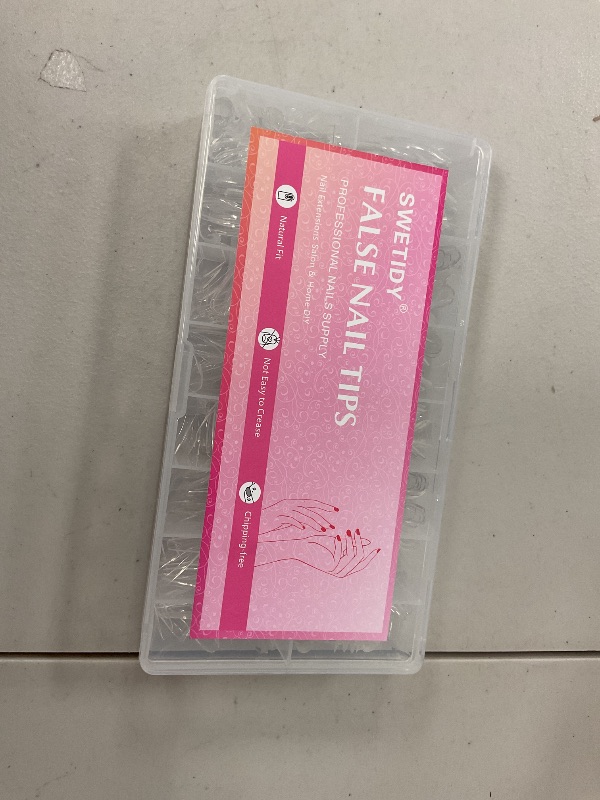 SWETIDY®
FALSE NAIL TIPS
PROFESSIONAL NAILS SUPPLY
Nail Extensions Salon & Home DIY
Natural Fit
Not Easy to Crease
Chipping-free